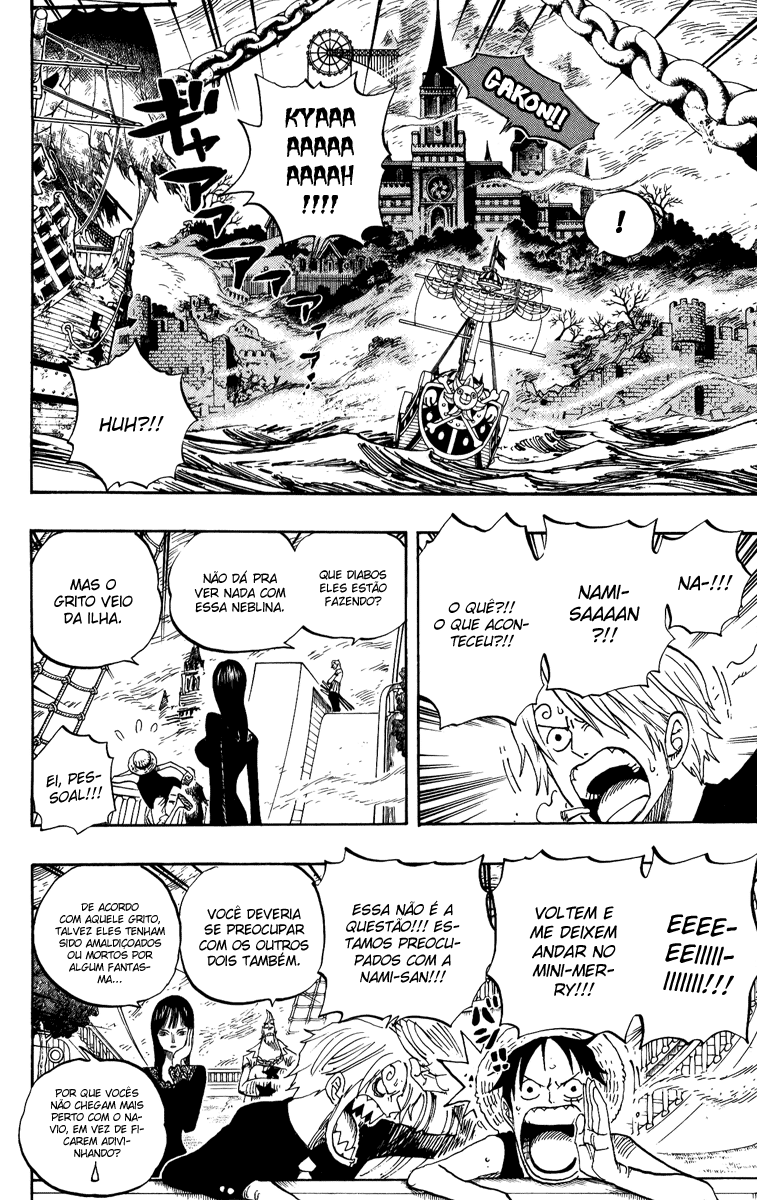 !
GAKON!!
KYAAA
AAAAA
AAAAH
!!!!
HUH?!!
NA-!!!
NAMI-
SAAAAN
?!!
O QUÊ?!!
O QUE ACON-
TECEU?!!
QUE DIABOS
ELES ESTÃO
FAZENDO?
NÃO DÁ PRA
VER NADA COM
ESSA NEBLINA.
MAS O
GRITO VEIO
DA ILHA.
EI, PES-
SOAL!!!
EEEE-
EEIIIII-
IIIIIII!!!
VOLTEM E
ME DEIXEM
ANDAR NO
MINI-MER-
RY!!!
ESSA NÃO É A
QUESTÃO!!! ES-
TAMOS PREOCU-
PADOS COM A
NAMI-SAN!!!
VOCÊ DEVERIA
SE PREOCUPAR
COM OS OUTROS
DOIS TAMBÉM.
DE ACORDO
COM AQUELE GRITO,
TALVEZ ELES TENHAM
SIDO AMALDIÇOADOS
OU MORTOS POR
ALGUM FANTAS-
MA...
POR QUE VOCÊS
NÃO CHEGAM MAIS
PERTO COM O NA-
VIO, EM VEZ DE FI-
CAREM ADIVI-
NHANDO?